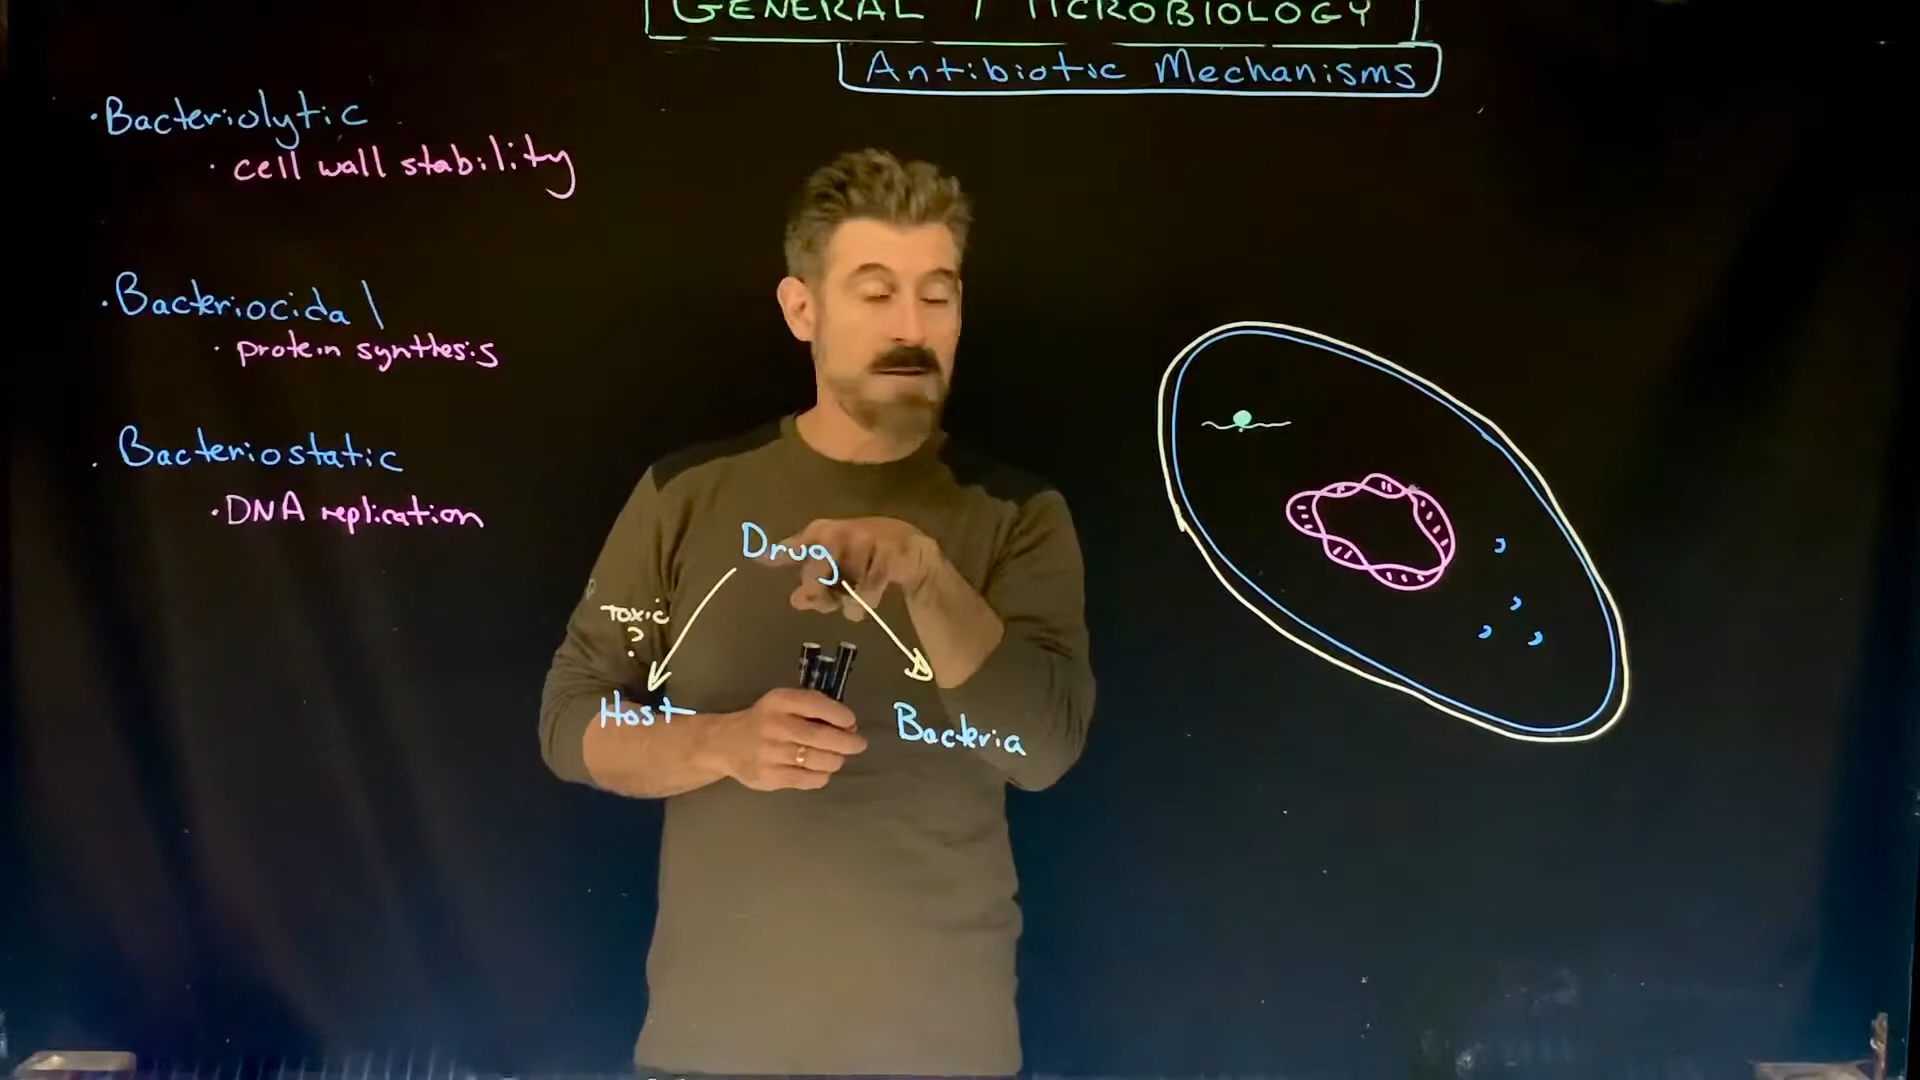 GENERAL MICROBIOLOGY
Antibiotic Mechanisms
· Bacteriolytic
· cell wall stability
· Bacteriocidal
· protein synthesis
· Bacteriostatic
· DNA replication
Drug
Toxic
?
Host
Bacteria